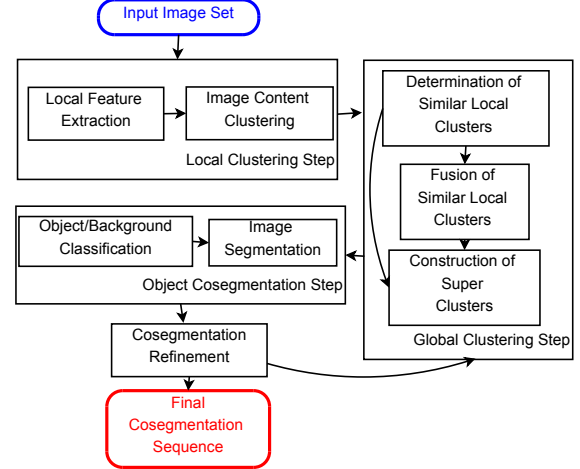 Input Image Set
Local Feature
Extraction
Image Content
Clustering
Local Clustering Step
Determination of
Similar Local
Clusters
Fusion of
Similar Local
Clusters
Construction of
Super
Clusters
Global Clustering Step
Object/Background
Classification
Image
Segmentation
Object Cosegmentation Step
Cosegmentation
Refinement
Final
Cosegmentation
Sequence